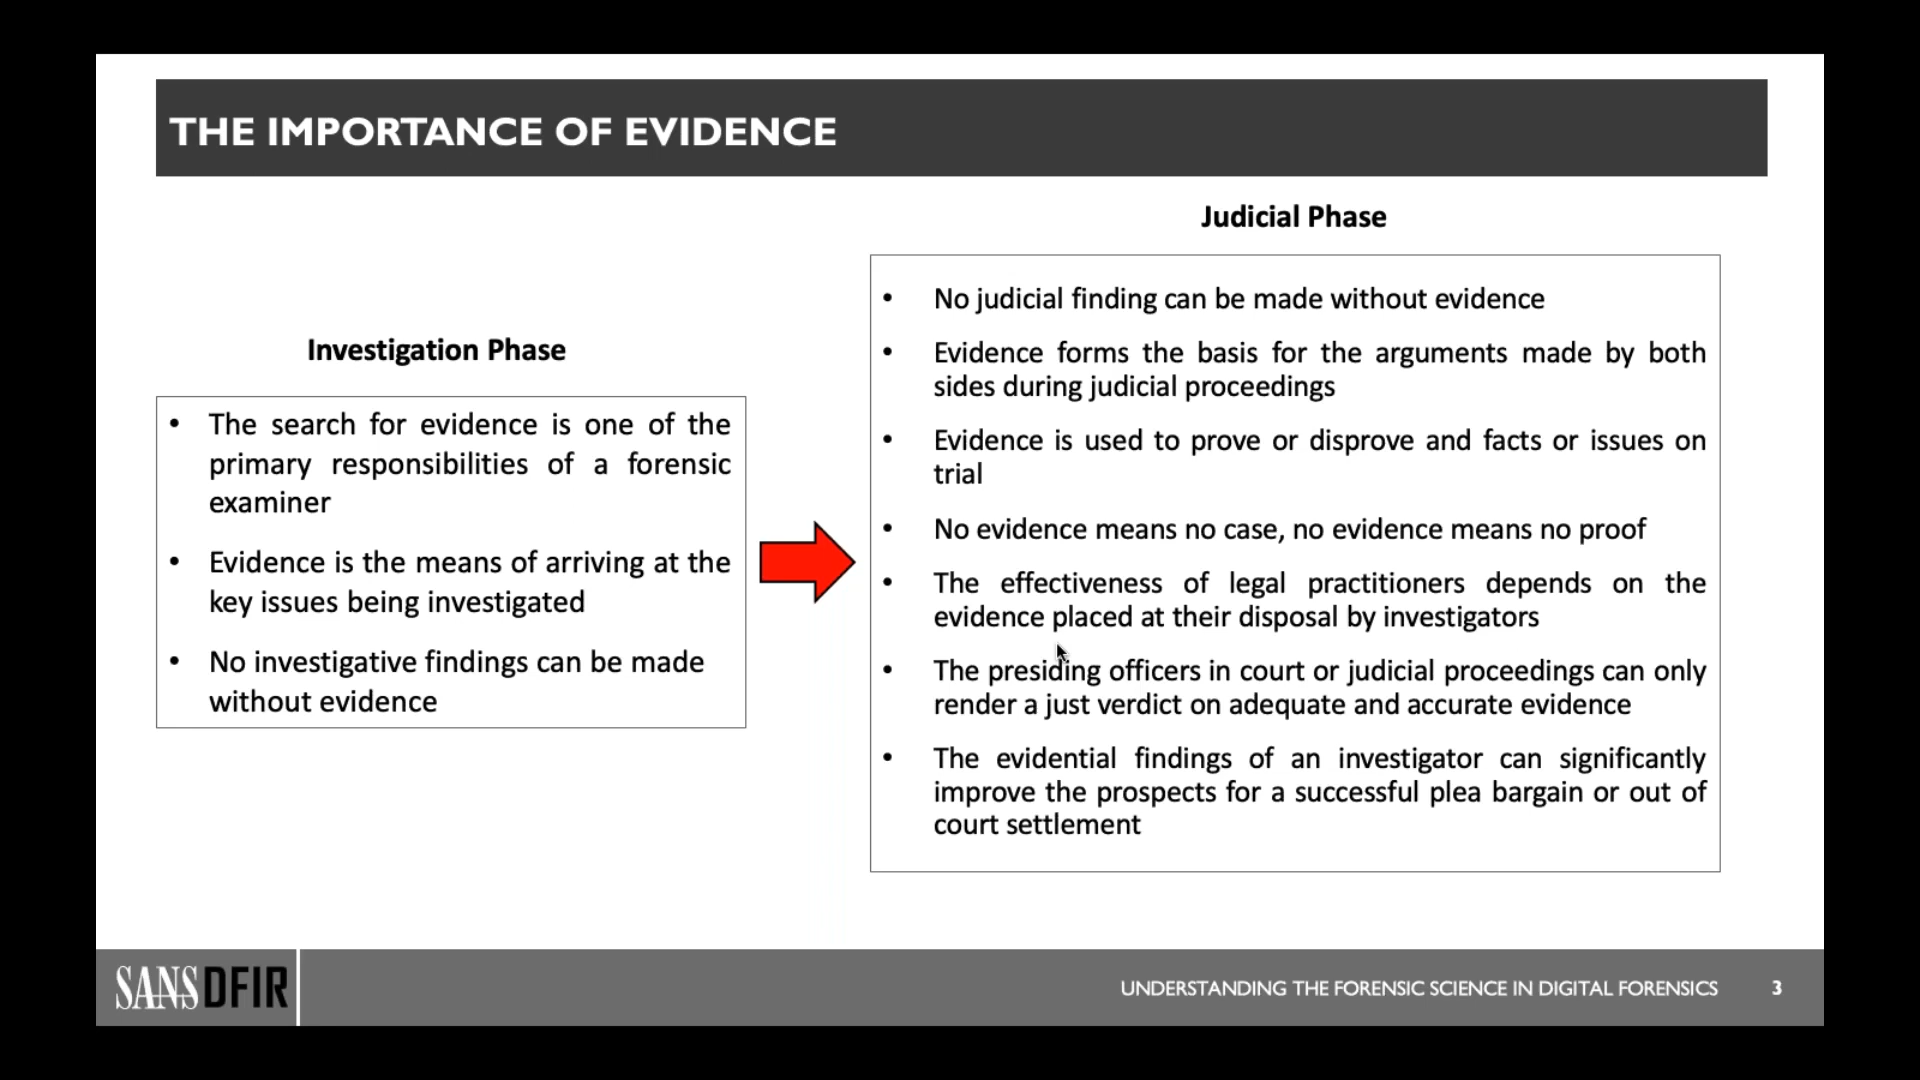 THE IMPORTANCE OF EVIDENCE
Investigation Phase
• The search for evidence is one of the
primary responsibilities of a forensic
examiner
• Evidence is the means of arriving at the
key issues being investigated
• No investigative findings can be made
without evidence
Judicial Phase
• No judicial finding can be made without evidence
• Evidence forms the basis for the arguments made by both
sides during judicial proceedings
• Evidence is used to prove or disprove and facts or issues on
trial
• No evidence means no case, no evidence means no proof
• The effectiveness of legal practitioners depends on the
evidence placed at their disposal by investigators
• The presiding officers in court or judicial proceedings can only
render a just verdict on adequate and accurate evidence
• The evidential findings of an investigator can significantly
improve the prospects for a successful plea bargain or out of
court settlement
SANS DFIR
UNDERSTANDING THE FORENSIC SCIENCE IN DIGITAL FORENSICS 3